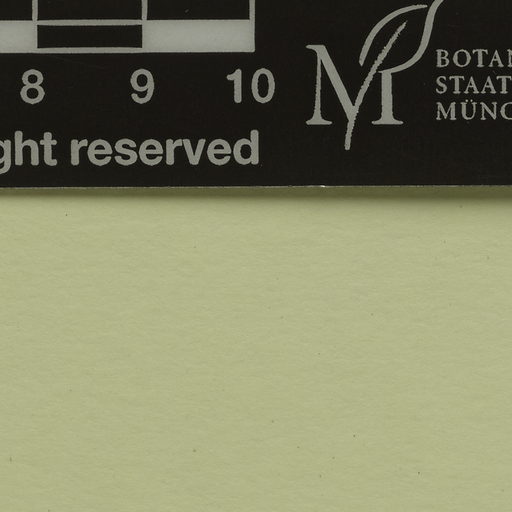 8 9 10
ght reserved
M
BOTAN
STAAT
MÜNC